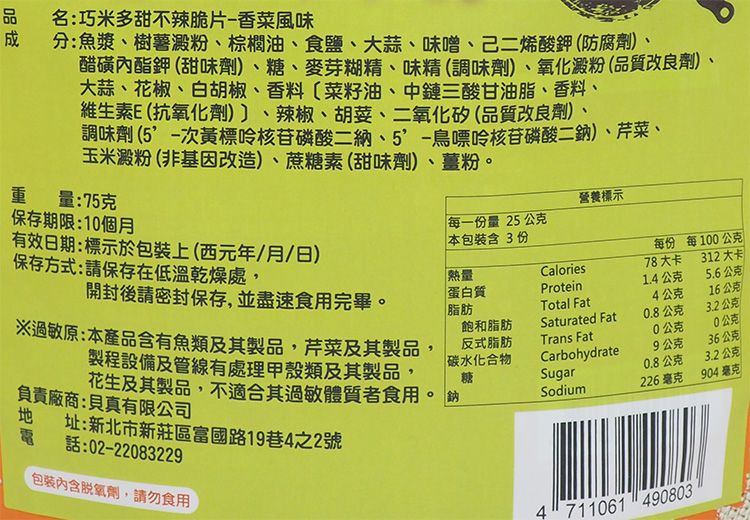 品 名:巧米多甜不辣脆片-香菜風味
成 分:魚漿、樹薯澱粉、棕櫚油、食鹽、大蒜、味噌、己二烯酸鉀(防腐劑)、
醋磺內酯鉀(甜味劑)、糖、麥芽糊精、味精(調味劑)、氧化澱粉(品質改良劑)、
大蒜、花椒、白胡椒、香料〔菜籽油、中鏈三酸甘油脂、香料、
維生素E(抗氧化劑)〕、辣椒、胡荽、二氧化矽(品質改良劑)、
調味劑(5’-次黃標呤核苷磷酸二納、5’-鳥嘌呤核苷磷酸二鈉)、芹菜、
玉米澱粉(非基因改造)、蔗糖素(甜味劑)、薑粉。
重 量:75克
保存期限:10個月
有效日期:標示於包裝上(西元年/月/日)
保存方式:請保存在低溫乾燥處,
開封後請密封保存,並盡速食用完畢。
※過敏原:本產品含有魚類及其製品,芹菜及其製品,
製程設備及管線有處理甲殼類及其製品,
花生及其製品,不適合其過敏體質者食用。
負責廠商:貝真有限公司
地 址:新北市新莊區富國路19巷4之2號
電 話:02-22083229
包裝內含脫氧劑,請勿食用
營養標示
每一份量 25 公克
本包裝含 3 份
每份 每 100 公克
熱量 Calories 78 大卡 312 大卡
蛋白質 Protein 1.4 公克 5.6 公克
脂肪 Total Fat 4 公克 16 公克
飽和脂肪 Saturated Fat 0.8 公克 3.2 公克
反式脂肪 Trans Fat 0 公克 0 公克
碳水化合物 Carbohydrate 9 公克 36 公克
糖 Sugar 0.8 公克 3.2 公克
鈉 Sodium 226 毫克 904 毫克
4 711061 490803